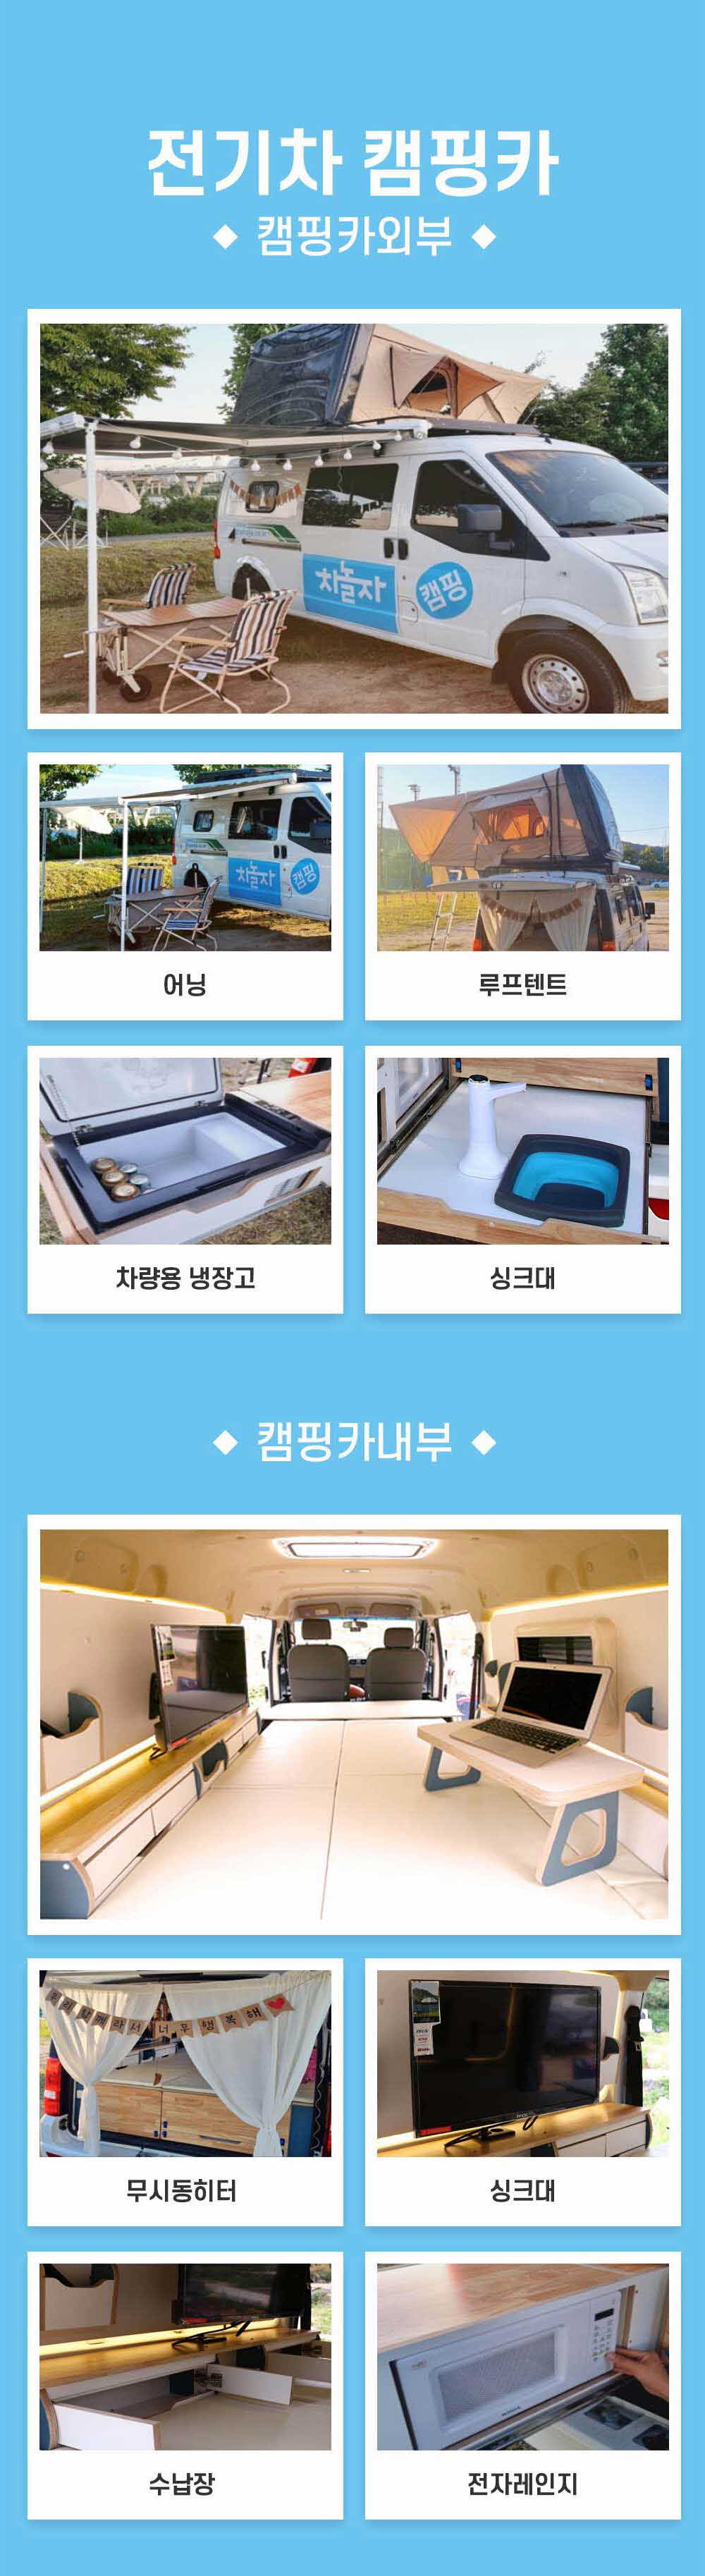 전기차 캠핑카
◆ 캠핑카외부 ◆
차놀자
캠핑
차놀자
캠핑
어닝
루프텐트
차량용 냉장고
싱크대
◆ 캠핑카내부 ◆
우리 함께라서 너무 행복해
무시동히터
싱크대
수납장
전자레인지